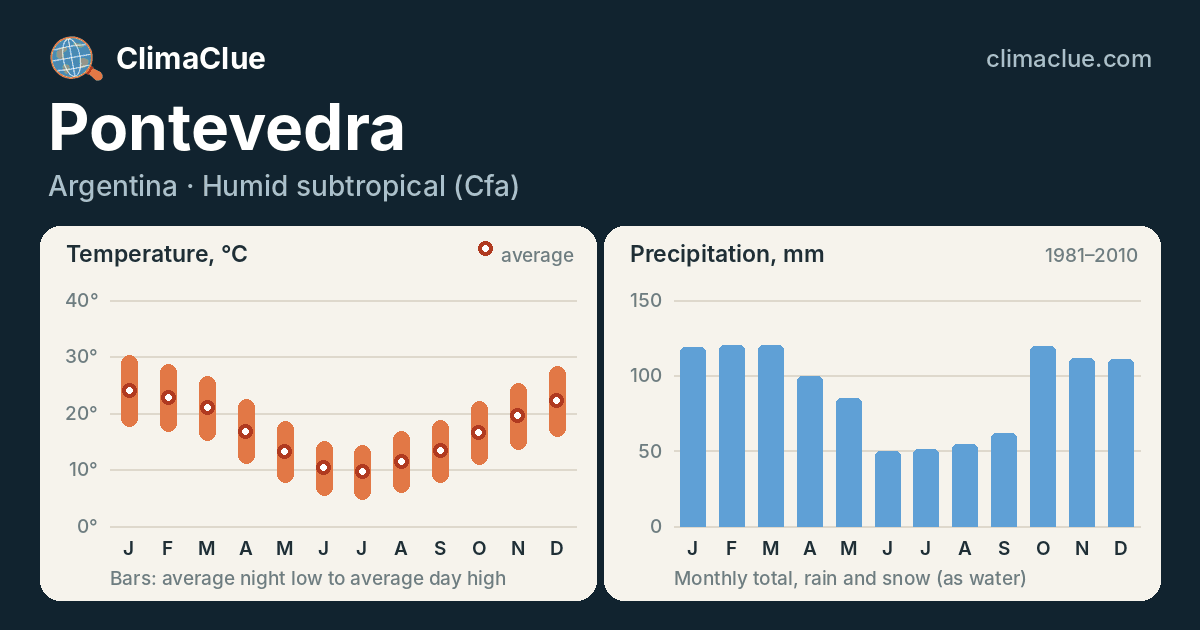 ClimaClue
climaclue.com
Pontevedra
Argentina · Humid subtropical (Cfa)
Temperature, °C
average
40°
30°
20°
10°
0°
J F M A M J J A S O N D
Bars: average night low to average day high
Precipitation, mm
1981–2010
150
100
50
0
J F M A M J J A S O N D
Monthly total, rain and snow (as water)